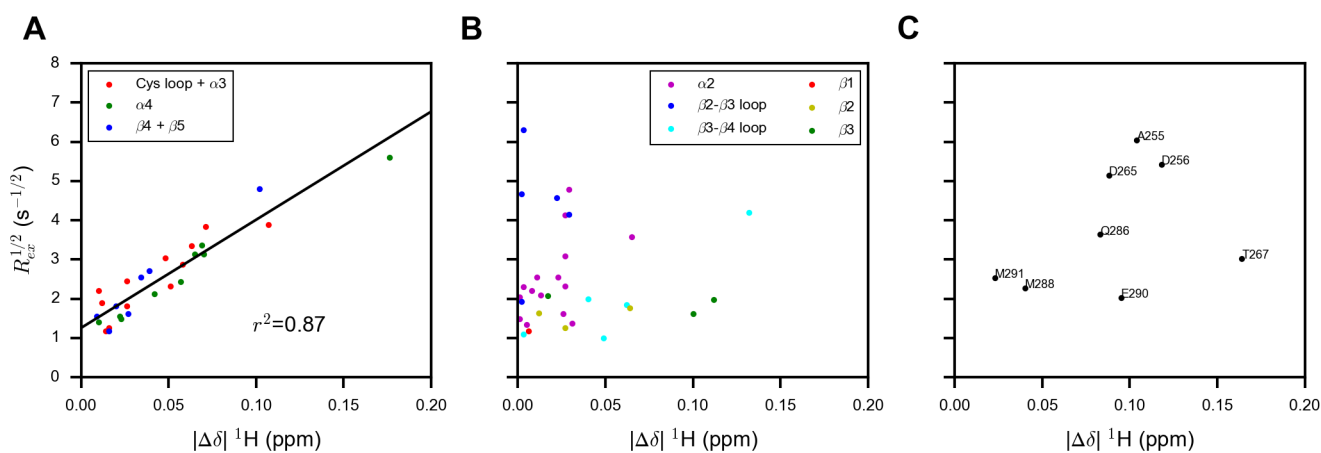 A
B
C
8
7
6
5
4
3
2
1
0
R_ex^1/2 (s^−1/2)
Cys loop + α3
α4
β4 + β5
r²=0.87
0.00 0.05 0.10 0.15 0.20
|Δδ| ¹H (ppm)
α2
β2-β3 loop
β3-β4 loop
β1
β2
β3
0.00 0.05 0.10 0.15 0.20
|Δδ| ¹H (ppm)
A255
D256
D265
Q286
T267
M291
M288
E290
0.00 0.05 0.10 0.15 0.20
|Δδ| ¹H (ppm)